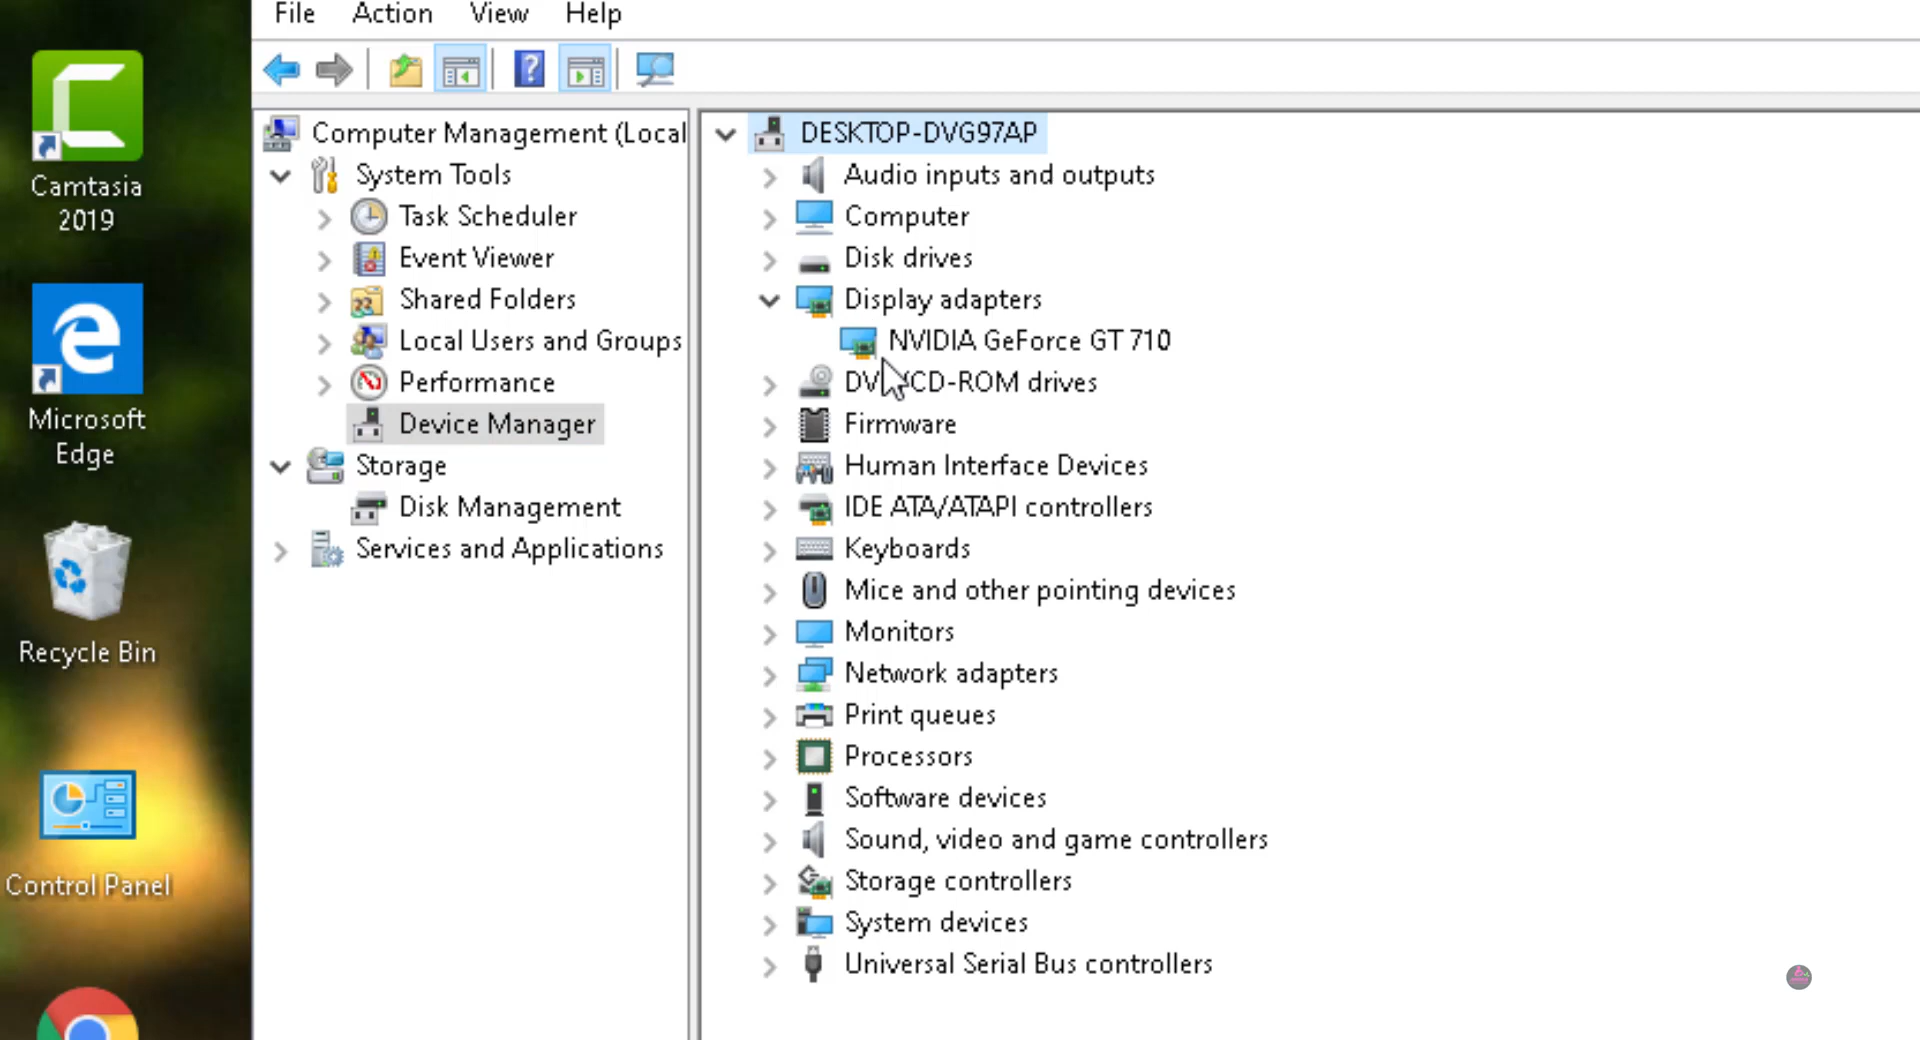 File Action View Help
Camtasia
2019
Microsoft
Edge
Recycle Bin
Control Panel
Computer Management (Local
System Tools
Task Scheduler
Event Viewer
Shared Folders
Local Users and Groups
Performance
Device Manager
Storage
Disk Management
Services and Applications
DESKTOP-DVG97AP
Audio inputs and outputs
Computer
Disk drives
Display adapters
NVIDIA GeForce GT 710
CD-ROM drives
Firmware
Human Interface Devices
IDE ATA/ATAPI controllers
Keyboards
Mice and other pointing devices
Monitors
Network adapters
Print queues
Processors
Software devices
Sound, video and game controllers
Storage controllers
System devices
Universal Serial Bus controllers